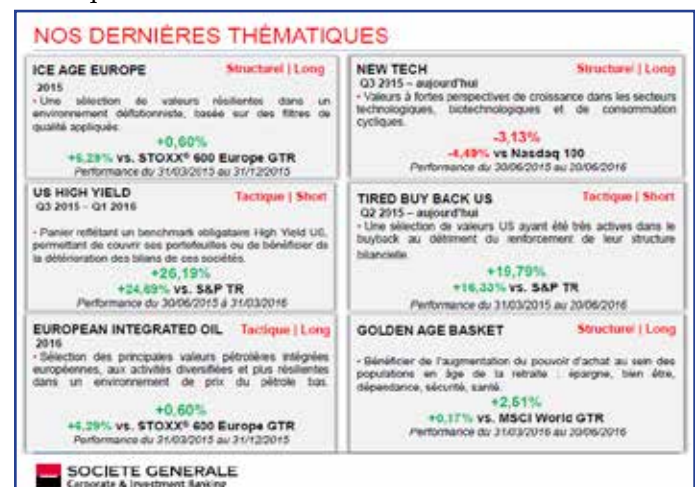 NOS DERNIÈRES THÉMATIQUES
ICE AGE EUROPE Structurel | Long
2015
• Une sélection de valeurs résilientes dans un
environnement déflationniste, basée sur des filtres de
qualité appliqués.
+0,60%
vs. STOXX® 600 Europe GTR
Performance du 31/03/2015 au 31/12/2015
NEW TECH Structurel | Long
Q3 2015 – aujourd'hui
• Valeurs à fortes perspectives de croissance dans les secteurs
technologiques, biotechnologiques et de consommation
cycliques.
-3,13%
-4,49% vs Nasdaq 100
Performance du 30/06/2015 au 20/06/2016
US HIGH YIELD Tactique | Short
Q3 2015 – Q1 2016
• Panier reflétant un benchmark obligataire High Yield US,
permettant de couvrir ses portefeuilles ou de bénéficier de
la détérioration des bilans de ces sociétés.
+26,19%
+24,69% vs. S&P TR
Performance du 30/06/2015 à 31/03/2016
TIRED BUY BACK US Tactique | Short
Q2 2015 – aujourd'hui
• Une sélection de valeurs US ayant été très actives dans le
buyback au détriment du renforcement de leur structure
bilancielle.
+19,79%
+16,33% vs. S&P TR
Performance du 31/03/2015 au 20/06/2016
EUROPEAN INTEGRATED OIL Tactique | Long
2016
• Sélection des principales valeurs pétrolières intégrées
européennes, aux activités diversifiées et plus résilientes
dans un environnement de prix du pétrole bas.
+0,60%
vs. STOXX® 600 Europe GTR
Performance du 31/03/2015 au 31/12/2015
GOLDEN AGE BASKET Structurel | Long
• Bénéficier de l'augmentation du pouvoir d'achat au sein des
populations en âge de la retraite : épargne, bien être,
dépendance, sécurité, santé.
+2,61%
+0,17% vs. MSCI World GTR
Performance du 31/03/2016 au 20/06/2016
SOCIETE GENERALE
Corporate & Investment Banking